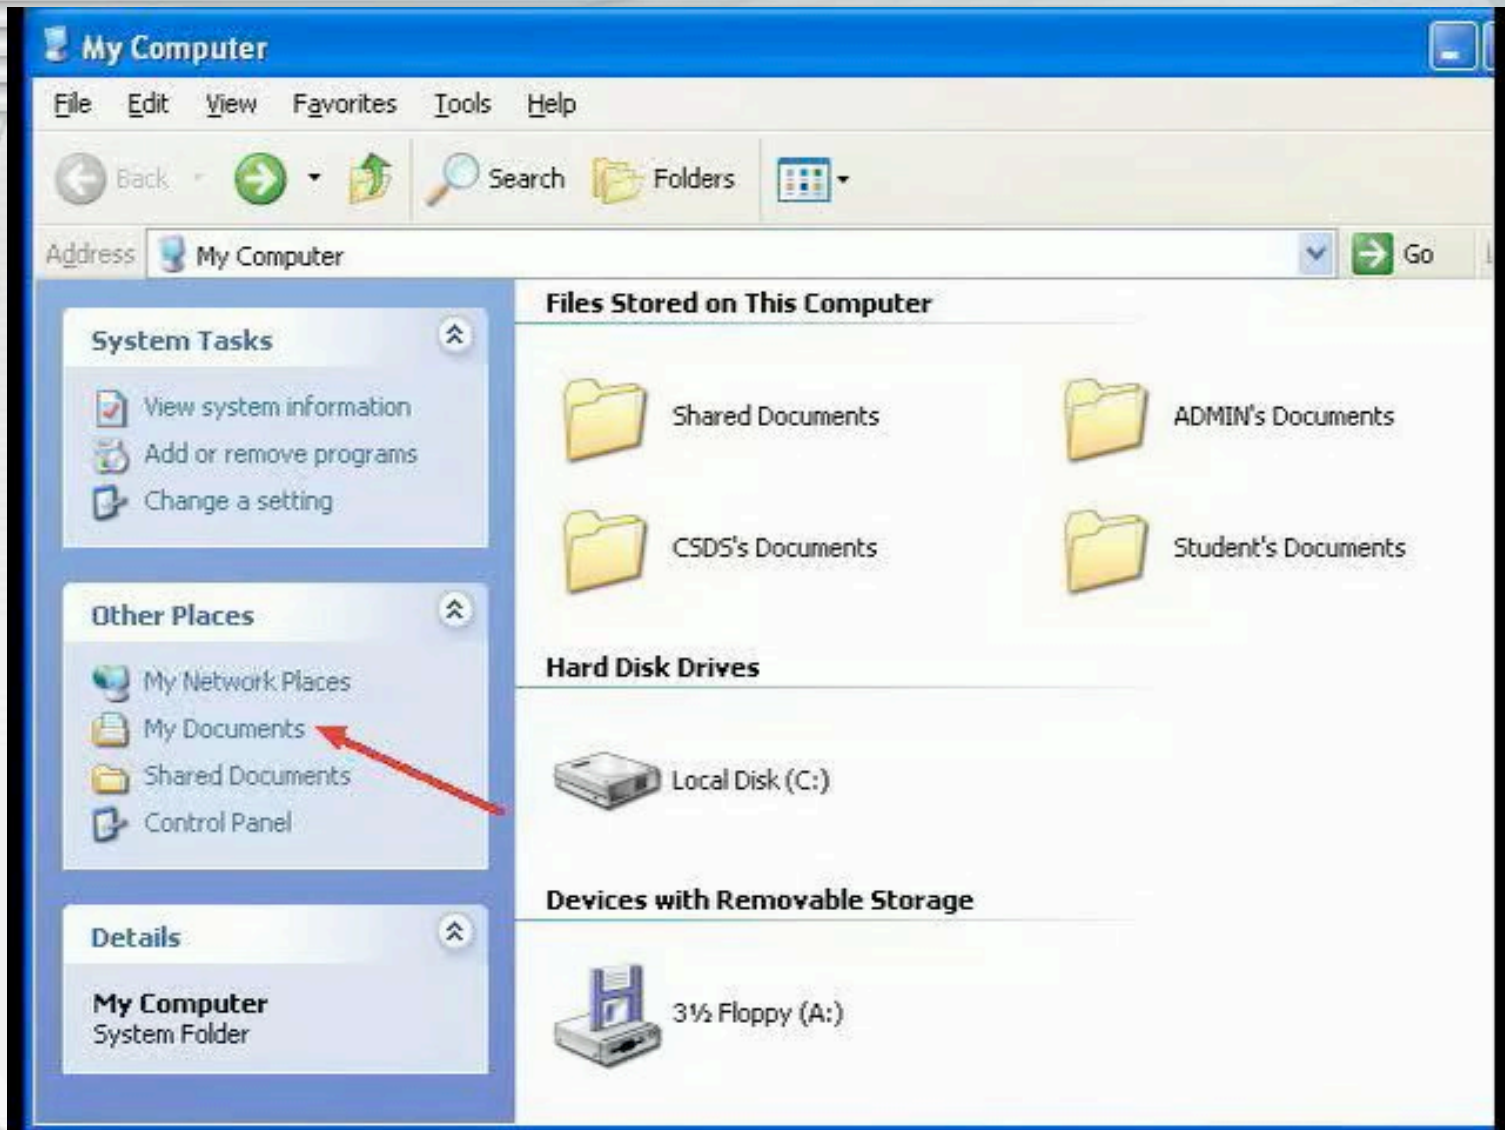 My Computer
File Edit View Favorites Tools Help
Back Search Folders
Address My Computer Go
System Tasks
View system information
Add or remove programs
Change a setting
Other Places
My Network Places
My Documents
Shared Documents
Control Panel
Details
My Computer
System Folder
Files Stored on This Computer
Shared Documents ADMIN's Documents
CSDS's Documents Student's Documents
Hard Disk Drives
Local Disk (C:)
Devices with Removable Storage
3½ Floppy (A:)